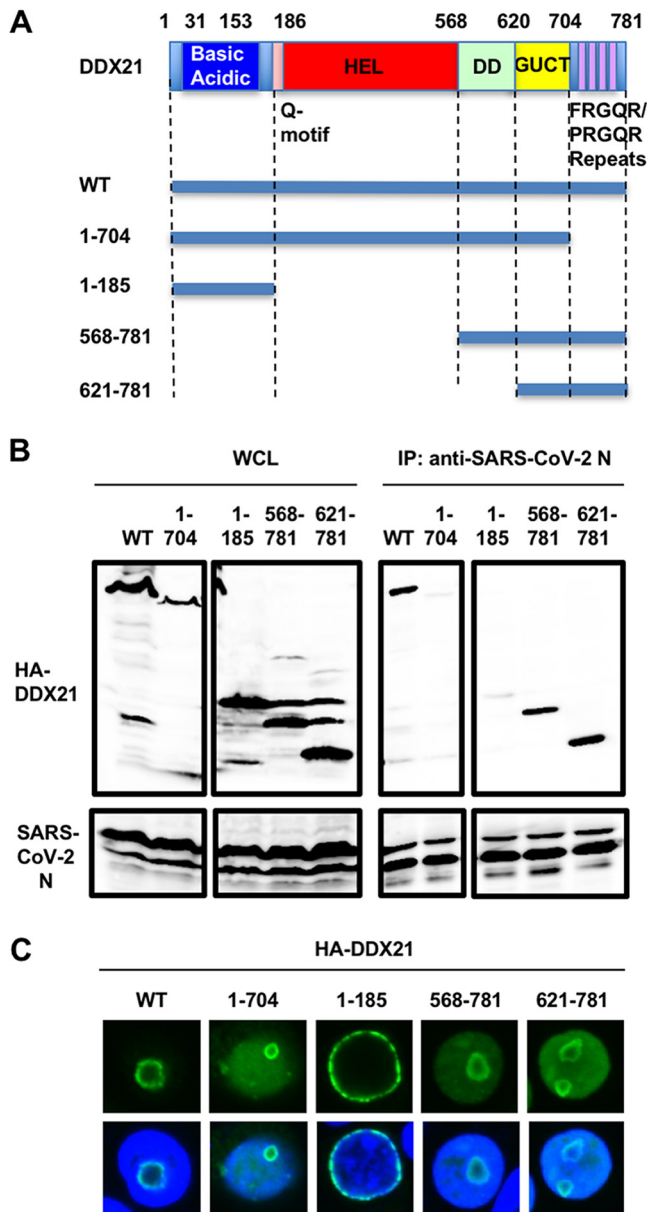 A
1 31 153 186 568 620 704 781
DDX21
Basic
Acidic
HEL
DD
GUCT
Q-
motif
FRGQR/
PRGQR
Repeats
WT
1-704
1-185
568-781
621-781
B
WCL
IP: anti-SARS-CoV-2 N
WT 1-704 1-185 568-781 621-781 WT 1-704 1-185 568-781 621-781
HA-
DDX21
SARS-
CoV-2
N
C
HA-DDX21
WT 1-704 1-185 568-781 621-781